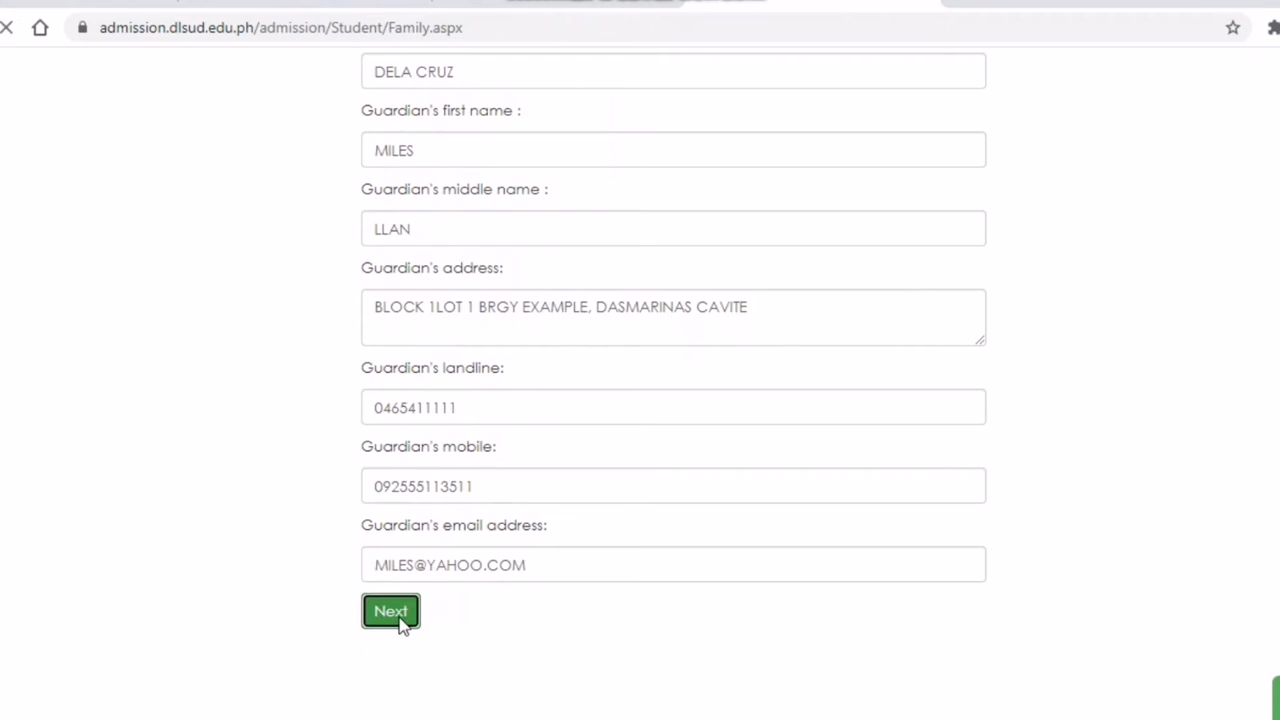 admission.dlsud.edu.ph/admission/Student/Family.aspx
DELA CRUZ
Guardian's first name :
MILES
Guardian's middle name :
LLAN
Guardian's address:
BLOCK 1LOT 1 BRGY EXAMPLE, DASMARINAS CAVITE
Guardian's landline:
0465411111
Guardian's mobile:
092555113511
Guardian's email address:
MILES@YAHOO.COM
Next